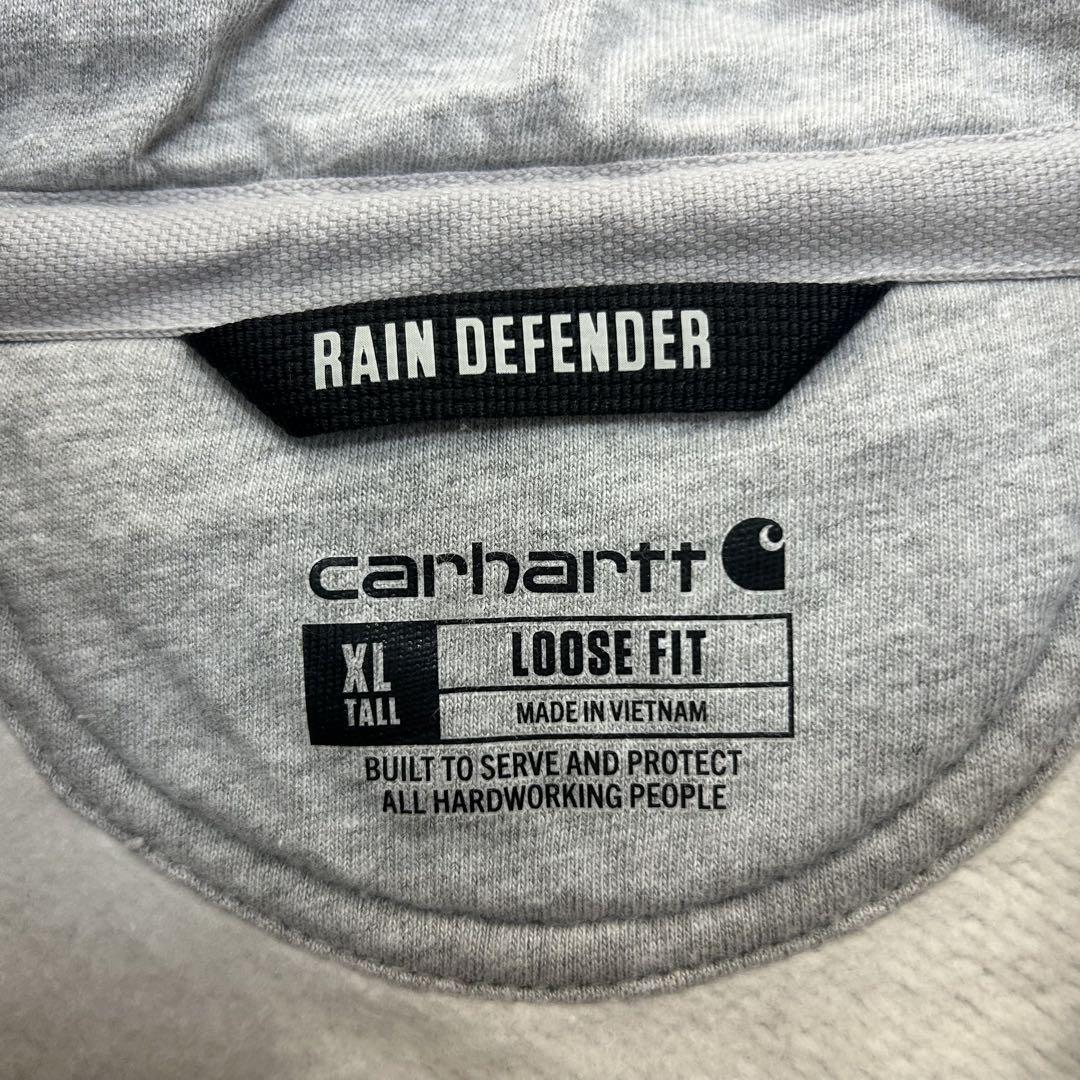 RAIN DEFENDER
carhartt
XL
TALL
LOOSE FIT
MADE IN VIETNAM
BUILT TO SERVE AND PROTECT
ALL HARDWORKING PEOPLE